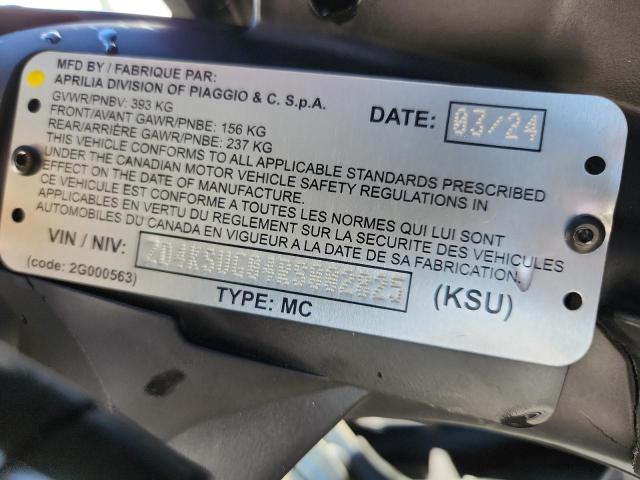 MFD BY / FABRIQUE PAR:
APRILIA DIVISION OF PIAGGIO & C. S.p.A.
GVWR/PNBV: 393 KG
FRONT/AVANT GAWR/PNBE: 156 KG
REAR/ARRIÈRE GAWR/PNBE: 237 KG
DATE: 03/24
THIS VEHICLE CONFORMS TO ALL APPLICABLE STANDARDS PRESCRIBED
UNDER THE CANADIAN MOTOR VEHICLE SAFETY REGULATIONS IN
EFFECT ON THE DATE OF MANUFACTURE.
CE VÉHICULE EST CONFORME A TOUTES LES NORMES QUI LUI SONT
APPLICABLES EN VERTU DU REGLEMENT SUR LA SÉCURITÉ DES VEHICULES
AUTOMOBILES DU CANADA EN VIGUEUR A LA DATE DE SA FABRICATION.
VIN / NIV:
(code: 2G000563)
TYPE: MC
(KSU)